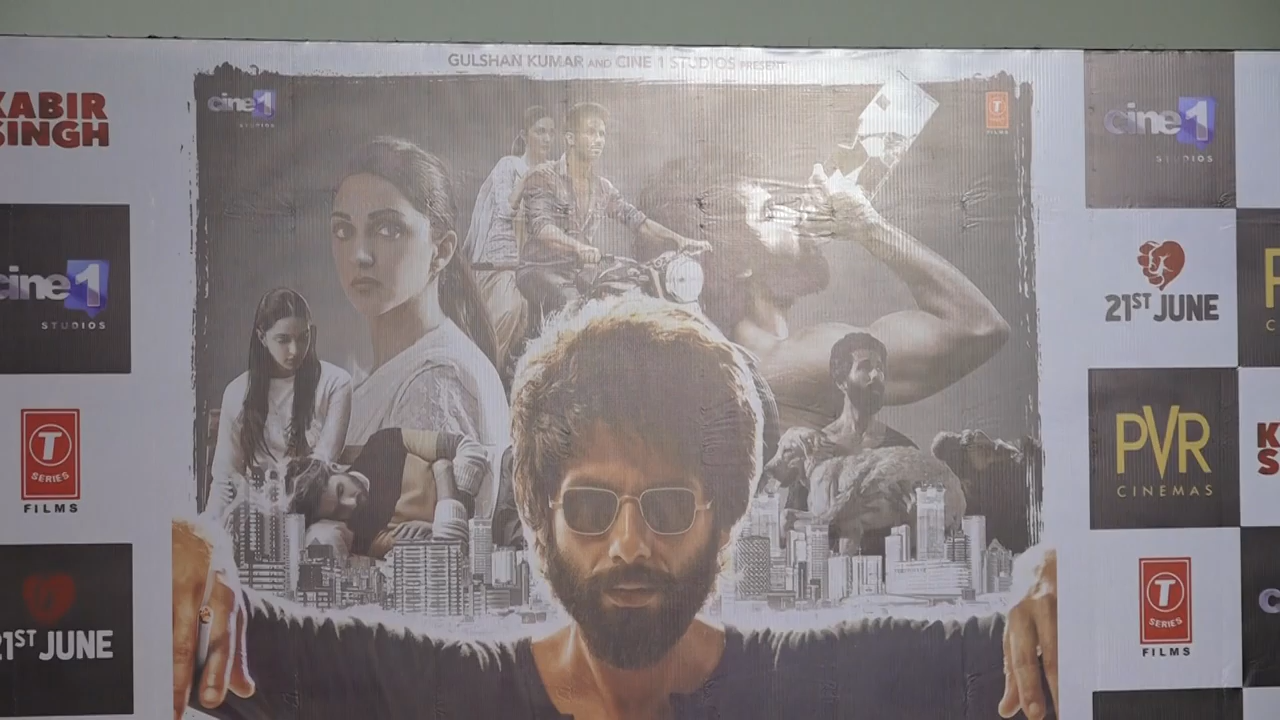 GULSHAN KUMAR AND CINE 1 STUDIOS PRESENT
KABIR
SINGH
cine1
STUDIOS
T
SERIES
FILMS
21ST JUNE
cine1
STUDIOS
T
FILMS
cine1
STUDIOS
21ST JUNE
PVR
CINEMAS
T
SERIES
FILMS